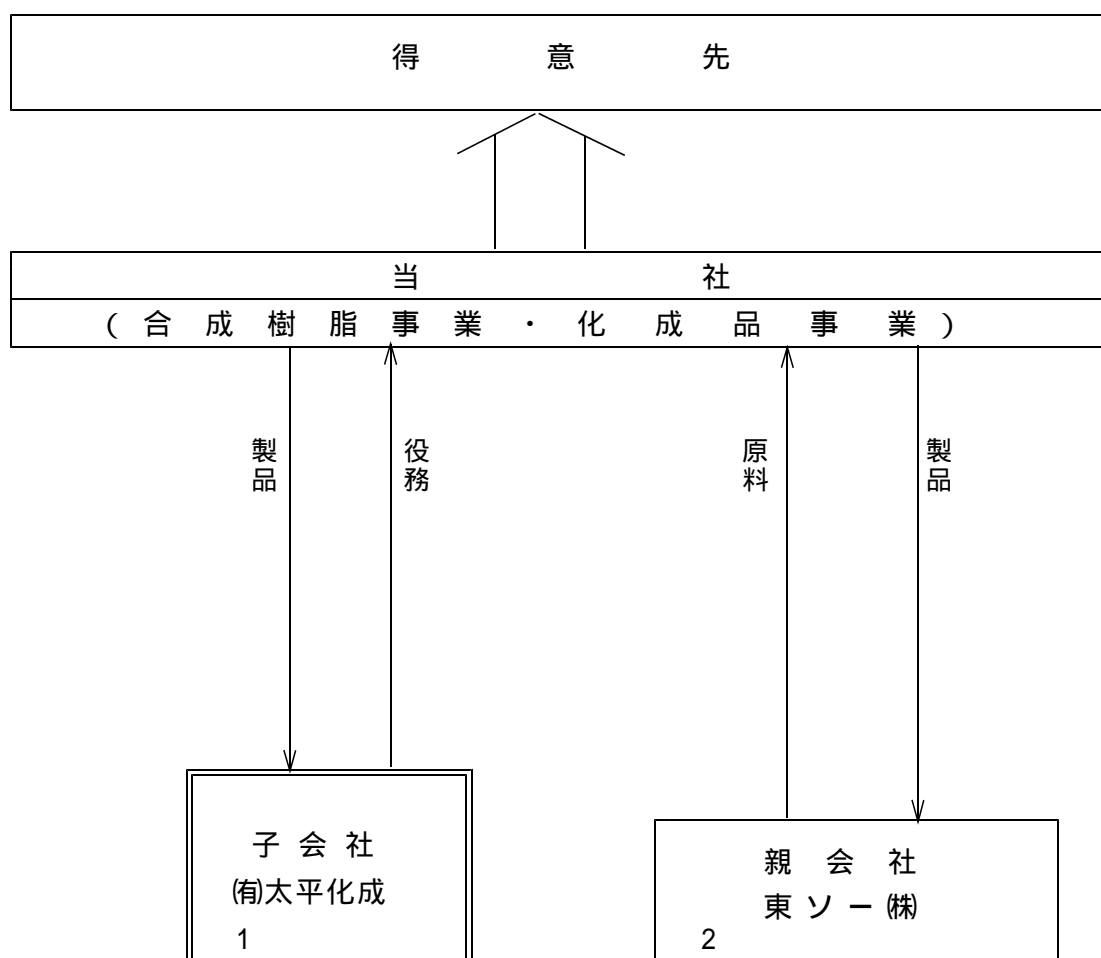 得意先
当社
(合成樹脂事業・化成品事業)
製品
役務
原料
製品
子会社
㈲太平化成
1
親会社
東ソー㈱
2